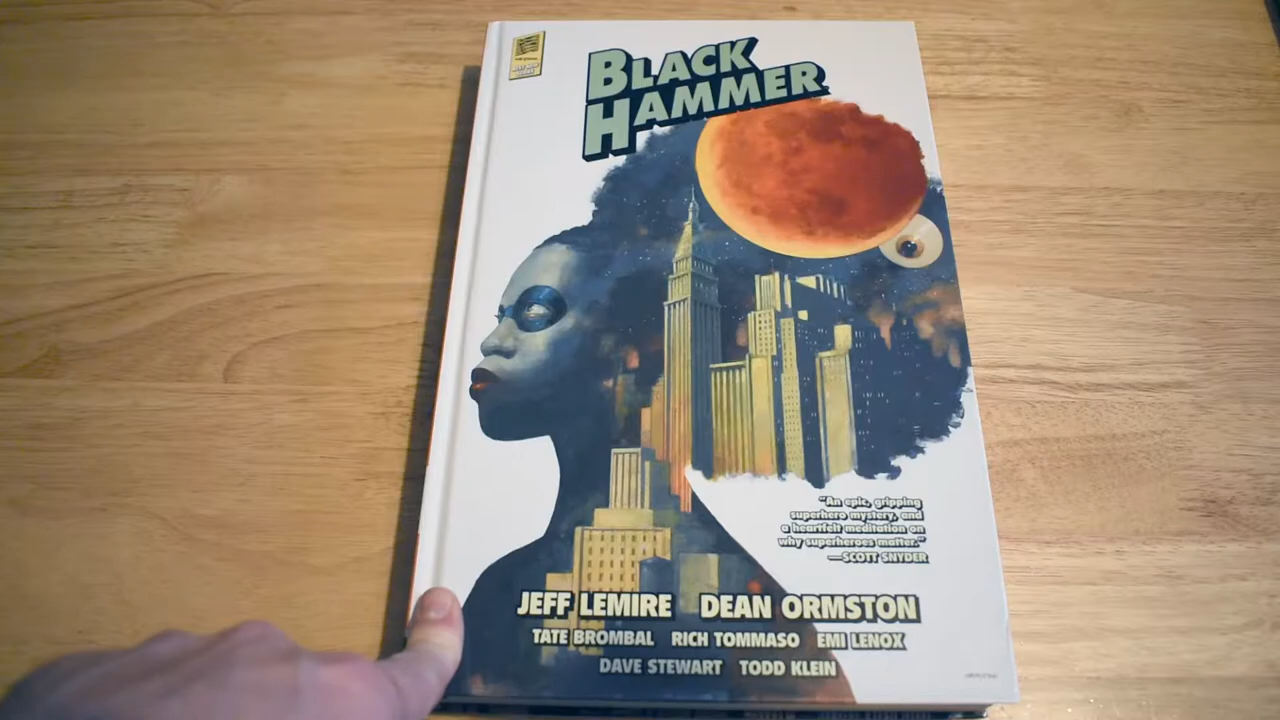 BLACK
HAMMER
"An epic, gripping
superhero mystery, and
a heartfelt meditation on
why superheroes matter."
—SCOTT SNYDER
JEFF LEMIRE DEAN ORMSTON
TATE BROMBAL RICH TOMMASO EMI LENOX
DAVE STEWART TODD KLEIN